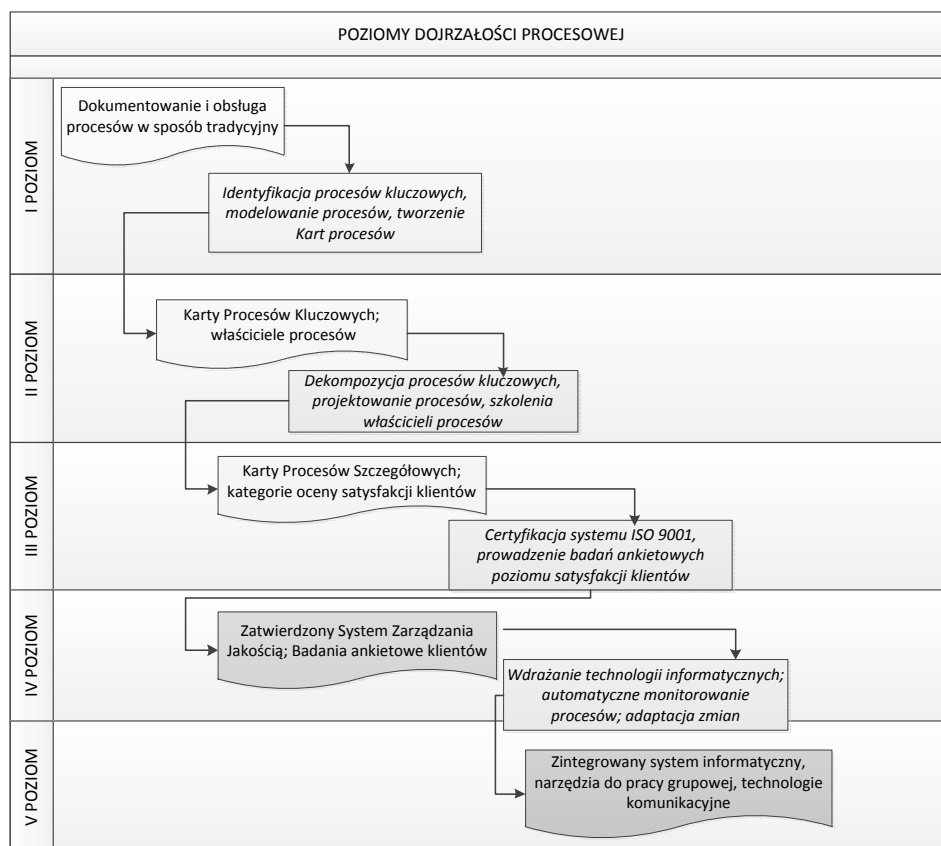 POZIOMY DOJRZAŁOŚCI PROCESOWEJ
I POZIOM
Dokumentowanie i obsługa
procesów w sposób tradycyjny
Identyfikacja procesów kluczowych,
modelowanie procesów, tworzenie
Kart procesów
II POZIOM
Karty Procesów Kluczowych;
właściciele procesów
Dekompozycja procesów kluczowych,
projektowanie procesów, szkolenia
właścicieli procesów
III POZIOM
Karty Procesów Szczegółowych;
kategorie oceny satysfakcji klientów
Certyfikacja systemu ISO 9001,
prowadzenie badań ankietowych
poziomu satysfakcji klientów
IV POZIOM
Zatwierdzony System Zarządzania
Jakością; Badania ankietowe klientów
Wdrażanie technologii informatycznych;
automatyczne monitorowanie
procesów; adaptacja zmian
V POZIOM
Zintegrowany system informatyczny,
narzędzia do pracy grupowej, technologie
komunikacyjne